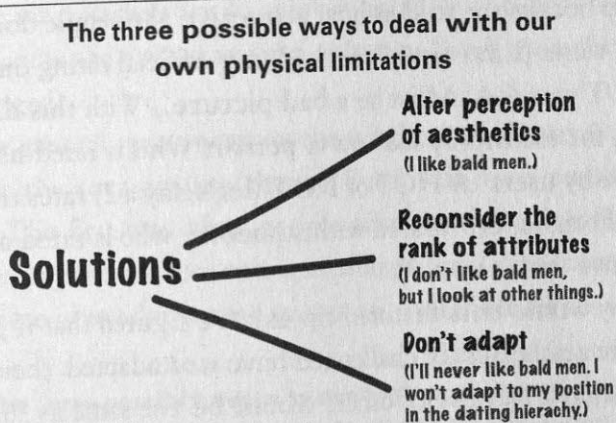 The three possible ways to deal with our
own physical limitations
Solutions
Alter perception
of aesthetics
(I like bald men.)
Reconsider the
rank of attributes
(I don't like bald men,
but I look at other things.)
Don't adapt
(I'll never like bald men. I
won't adapt to my position
in the dating hierachy.)